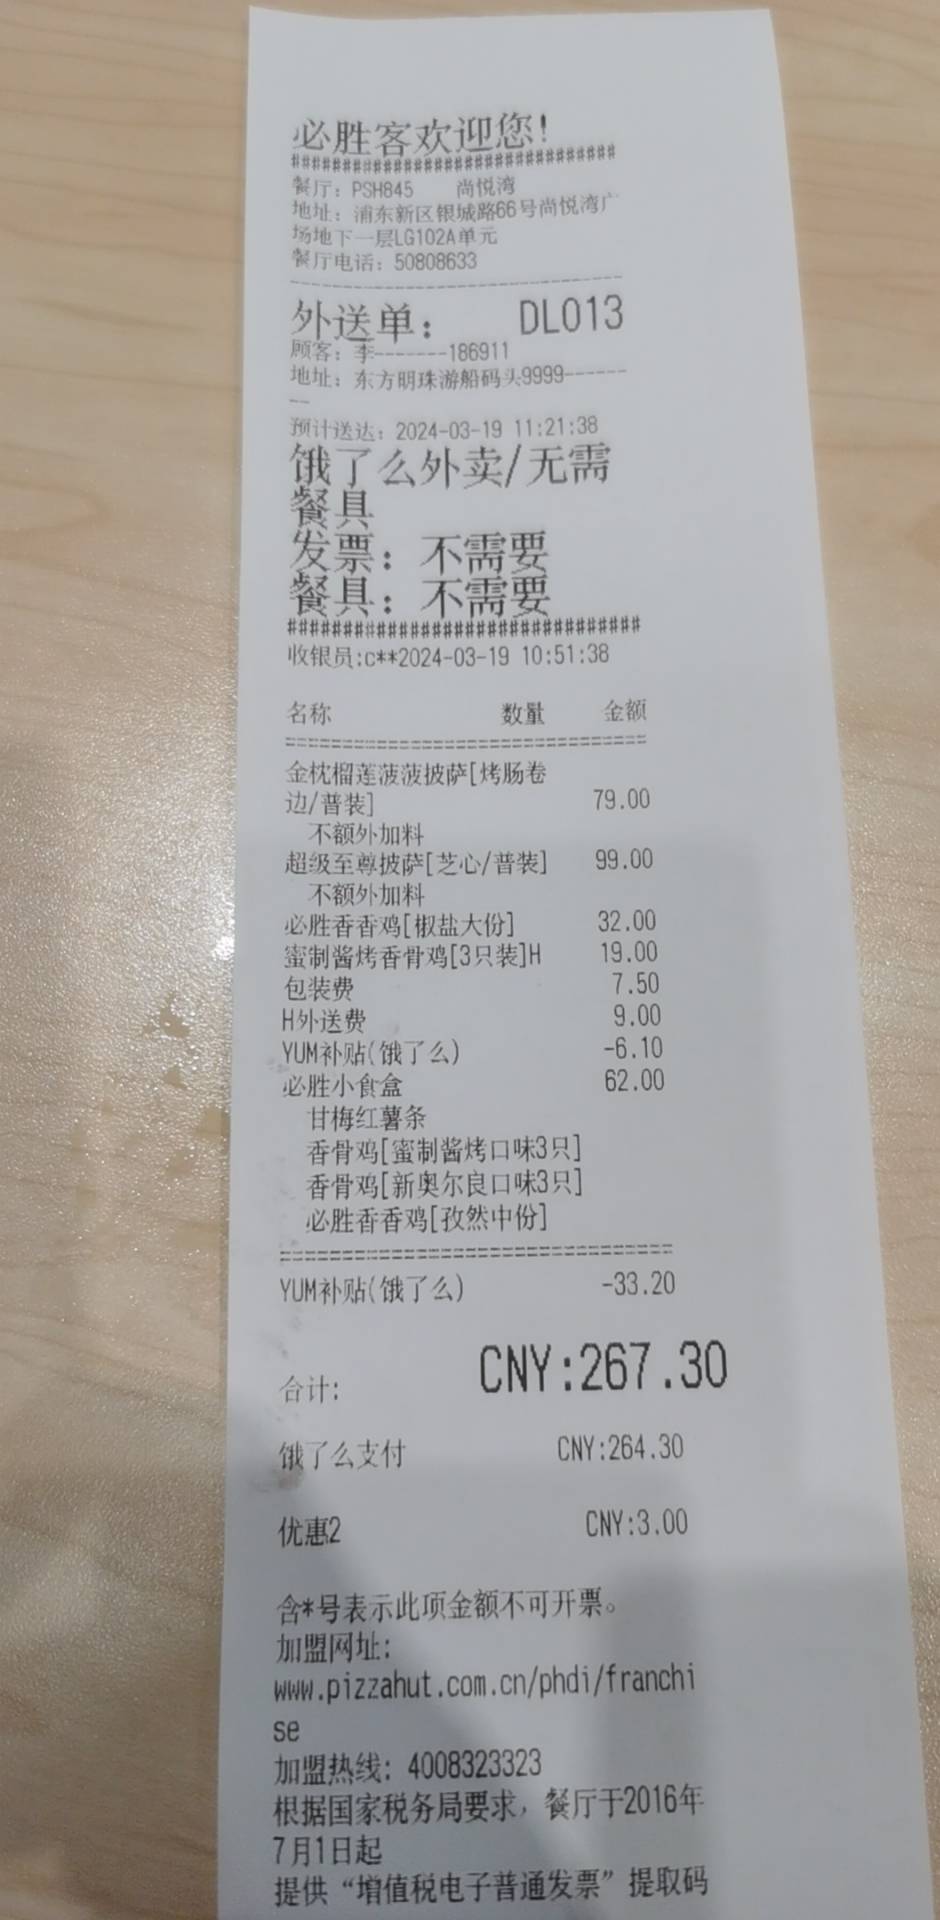 必胜客欢迎您!
################################
餐厅: PSH845 尚悦湾
地址: 浦东新区银城路66号尚悦湾广
场地下一层LG102A单元
餐厅电话: 50808633
--------------------------------
外送单: DL013
顾客: 李-------186911
地址: 东方明珠游船码头9999------
--
预计送达: 2024-03-19 11:21:38
饿了么外卖/无需
餐具
发票: 不需要
餐具: 不需要
################################
收银员:c**2024-03-19 10:51:38
名称 数量 金额
================================
金枕榴莲菠菠披萨[烤肠卷
边/普装] 79.00
不额外加料
超级至尊披萨[芝心/普装] 99.00
不额外加料
必胜香香鸡[椒盐大份] 32.00
蜜制酱烤香骨鸡[3只装]H 19.00
包装费 7.50
H外送费 9.00
YUM补贴(饿了么) -6.10
必胜小食盒 62.00
甘梅红薯条
香骨鸡[蜜制酱烤口味3只]
香骨鸡[新奥尔良口味3只]
必胜香香鸡[孜然中份]
================================
YUM补贴(饿了么) -33.20
合计: CNY:267.30
饿了么支付 CNY:264.30
优惠2 CNY:3.00
含*号表示此项金额不可开票。
加盟网址:
www.pizzahut.com.cn/phdi/franchi
se
加盟热线: 4008323323
根据国家税务局要求，餐厅于2016年
7月1日起
提供“增值税电子普通发票”提取码